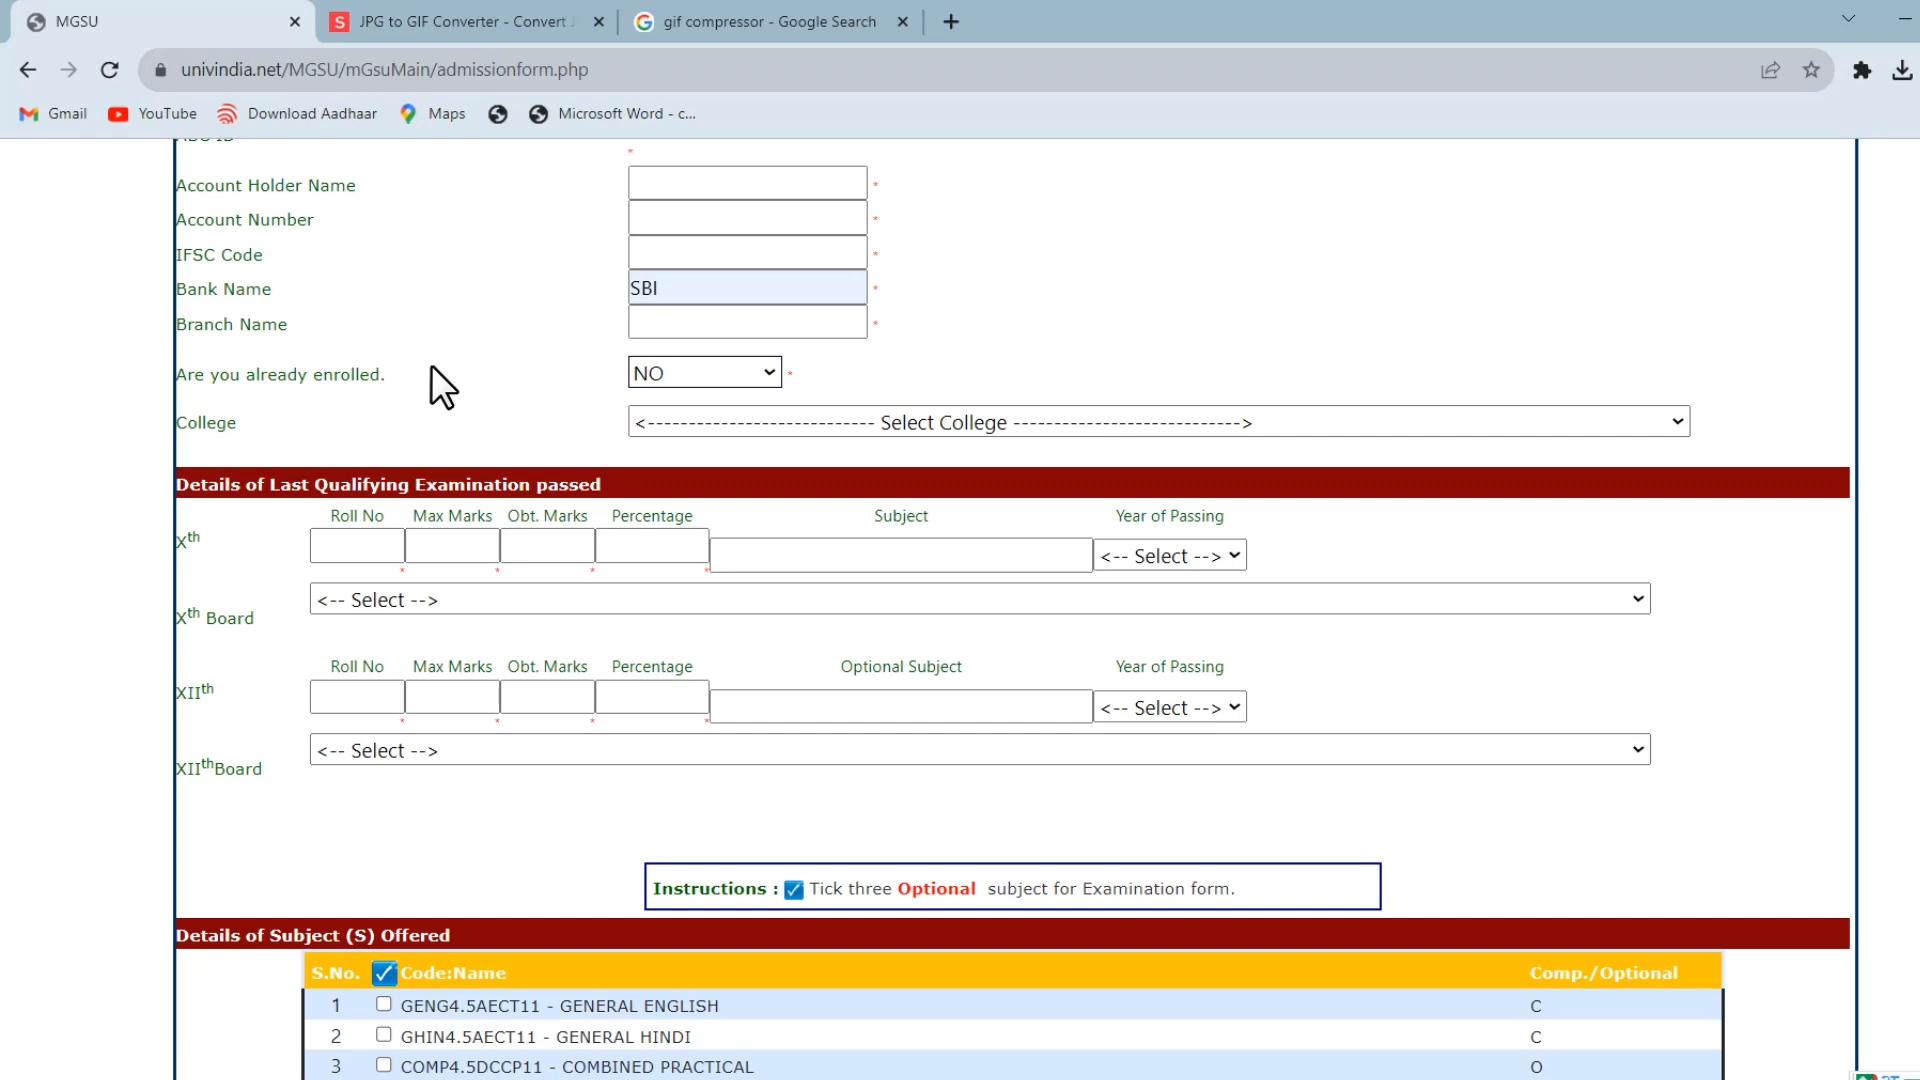 MGSU
JPG to GIF Converter - Convert J
gif compressor - Google Search
univindia.net/MGSU/mGsuMain/admissionform.php
Gmail YouTube Download Aadhaar Maps Microsoft Word - c...
*
Account Holder Name *
Account Number *
IFSC Code *
Bank Name SBI *
Branch Name *
Are you already enrolled. NO *
College <--------------------------- Select College --------------------------->
Details of Last Qualifying Examination passed
Roll No Max Marks Obt. Marks Percentage Subject Year of Passing
Xth <-- Select -->
* * * *
Xth Board <-- Select -->
Roll No Max Marks Obt. Marks Percentage Optional Subject Year of Passing
XIIth <-- Select -->
* * * *
XIIthBoard <-- Select -->
Instructions : Tick three Optional subject for Examination form.
Details of Subject (S) Offered
S.No. Code:Name Comp./Optional
1 GENG4.5AECT11 - GENERAL ENGLISH C
2 GHIN4.5AECT11 - GENERAL HINDI C
3 COMP4.5DCCP11 - COMBINED PRACTICAL O